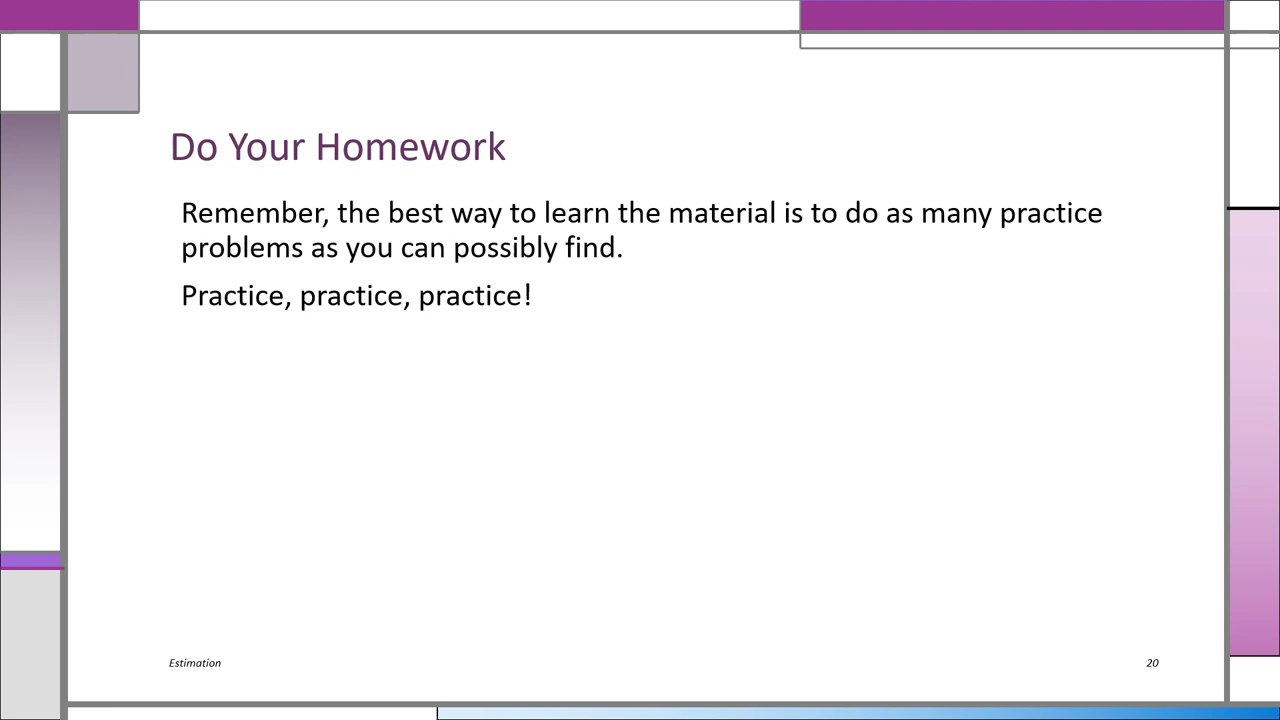 Do Your Homework
Remember, the best way to learn the material is to do as many practice
problems as you can possibly find.
Practice, practice, practice!
Estimation
20